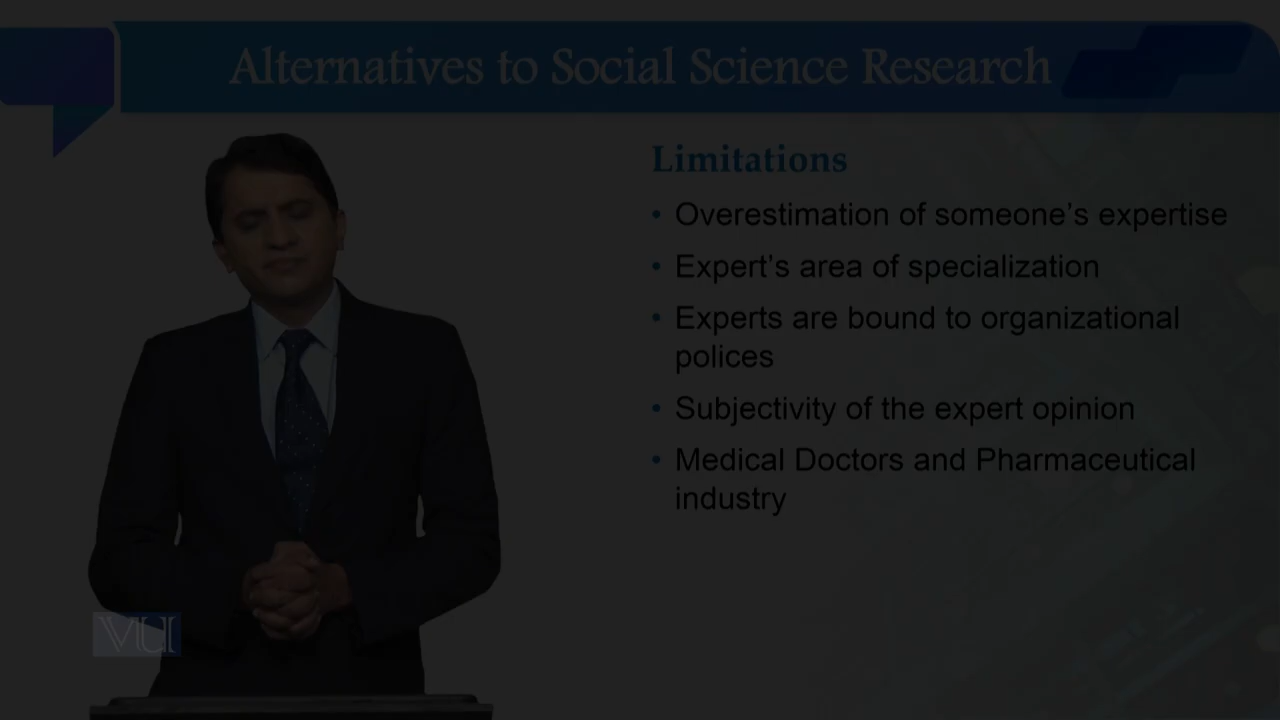 Alternatives to Social Science Research
Limitations
• Overestimation of someone’s expertise
• Expert's area of specialization
• Experts are bound to organizational
polices
• Subjectivity of the expert opinion
• Medical Doctors and Pharmaceutical
industry
VU